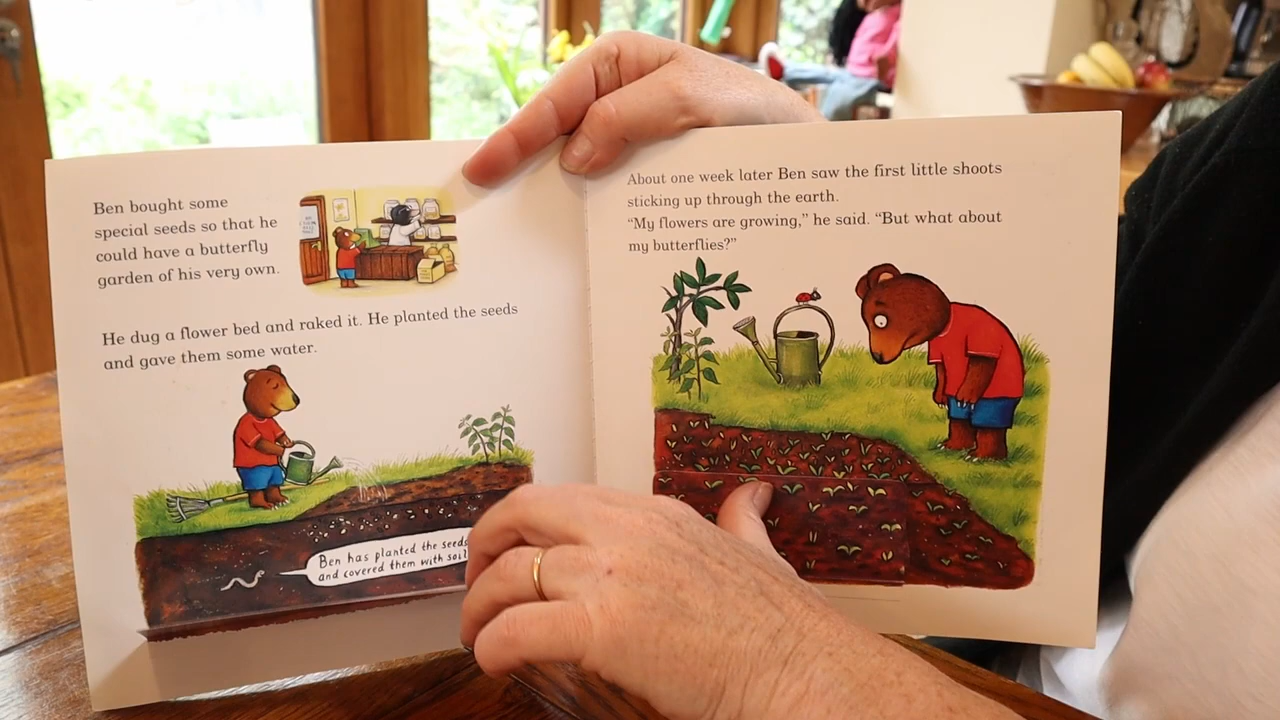 Ben bought some
special seeds so that he
could have a butterfly
garden of his very own.
He dug a flower bed and raked it. He planted the seeds
and gave them some water.
Ben has planted the seeds
and covered them with soil
About one week later Ben saw the first little shoots
sticking up through the earth.
“My flowers are growing,” he said. “But what about
my butterflies?”